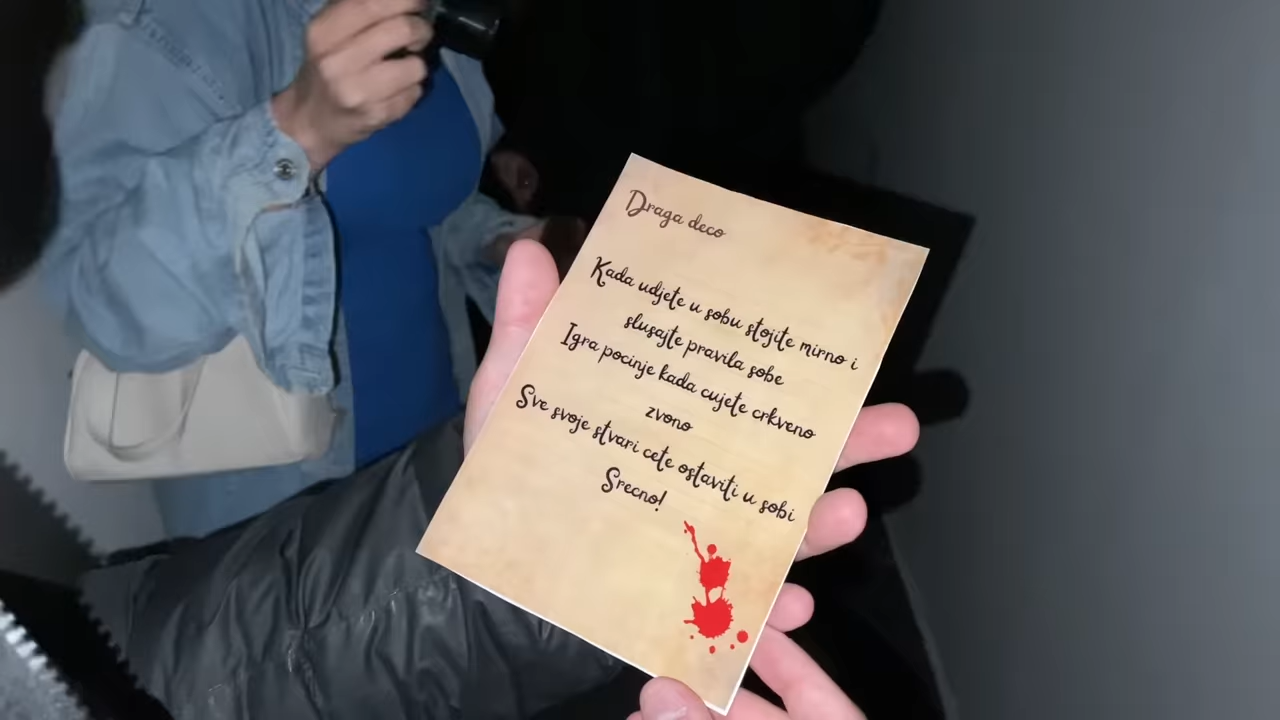 Draga deco
Kada udjete u sobu stojite mirno i
slusajte pravila sobe
Igra pocinje kada cujete crkveno
zvono
Sve svoje stvari cete ostaviti u sobi
Srecno!